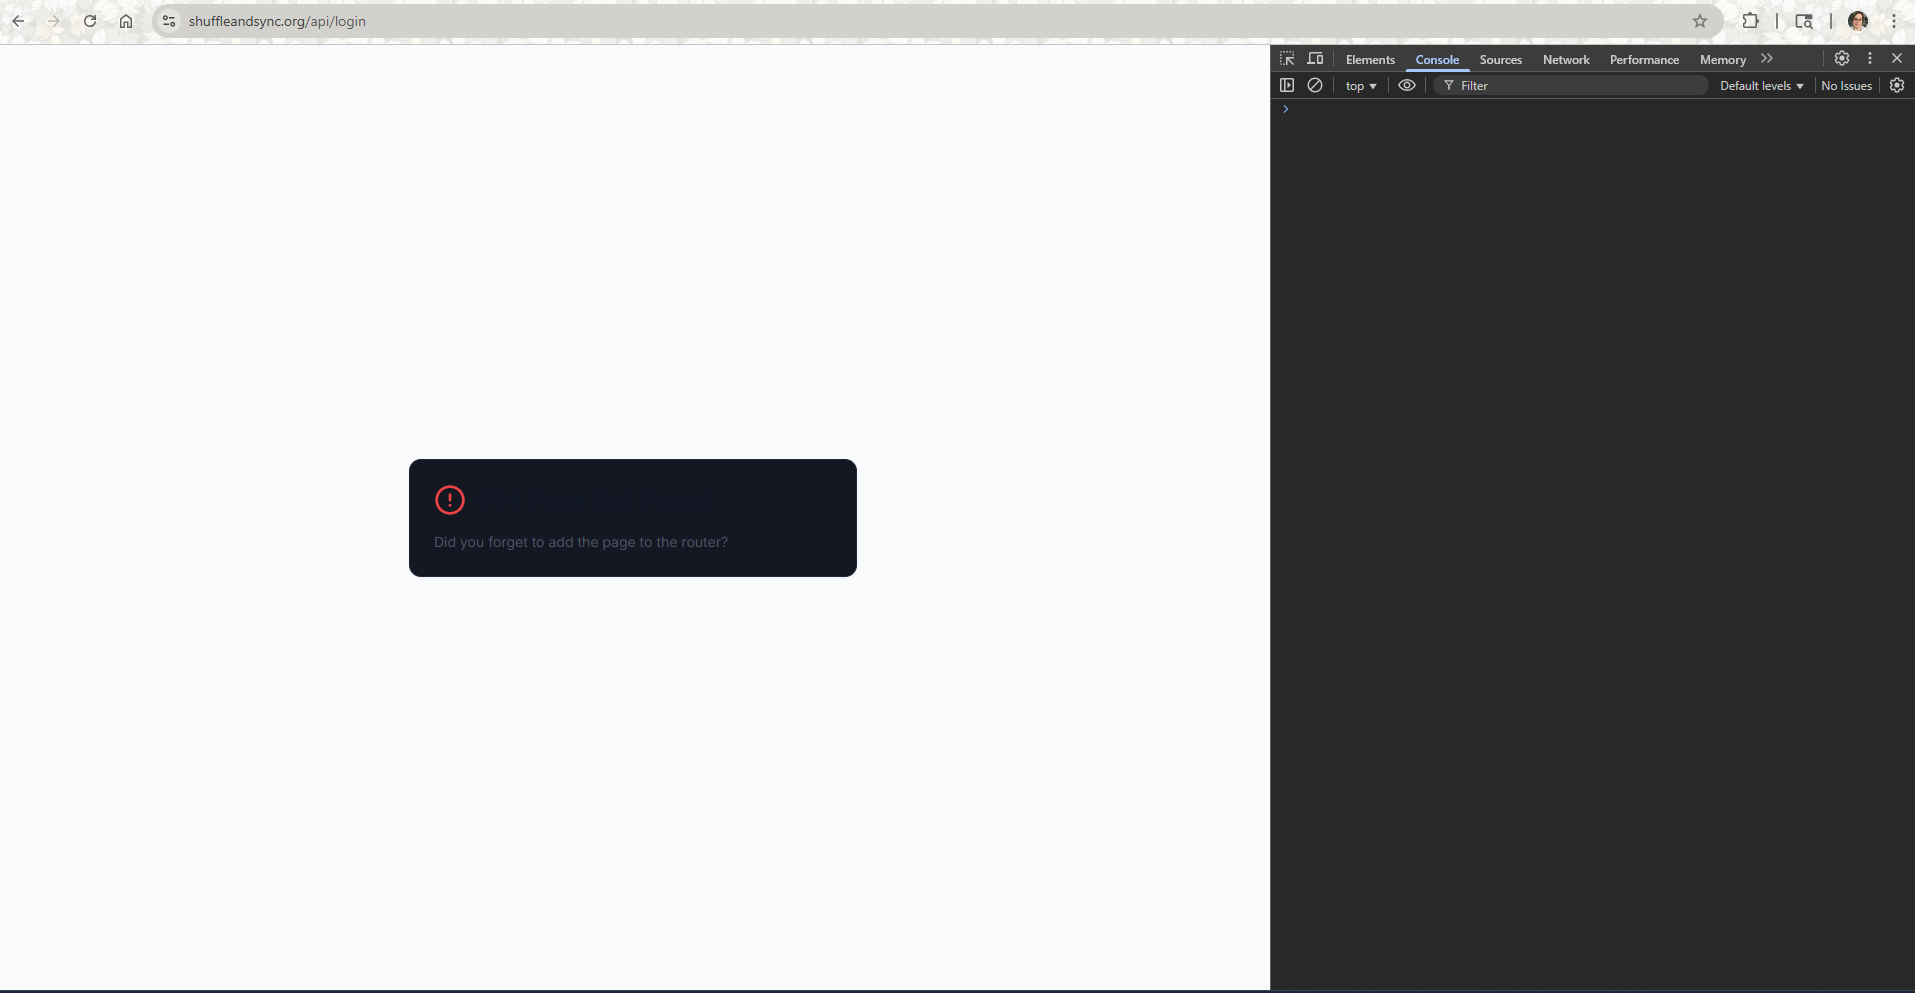 shuffleandsync.org/api/login
Elements Console Sources Network Performance Memory
top Filter Default levels No Issues
Did you forget to add the page to the router?